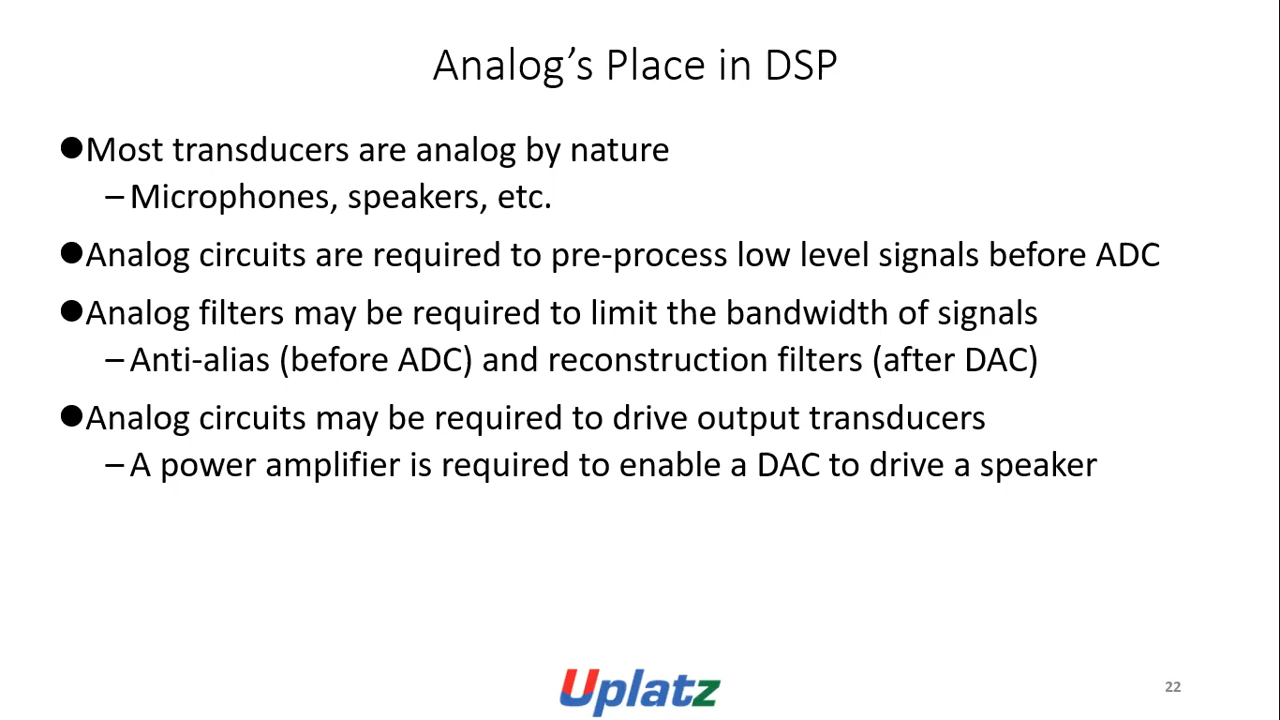 Analog’s Place in DSP
●Most transducers are analog by nature
–Microphones, speakers, etc.
●Analog circuits are required to pre-process low level signals before ADC
●Analog filters may be required to limit the bandwidth of signals
–Anti-alias (before ADC) and reconstruction filters (after DAC)
●Analog circuits may be required to drive output transducers
–A power amplifier is required to enable a DAC to drive a speaker
Uplatz
22